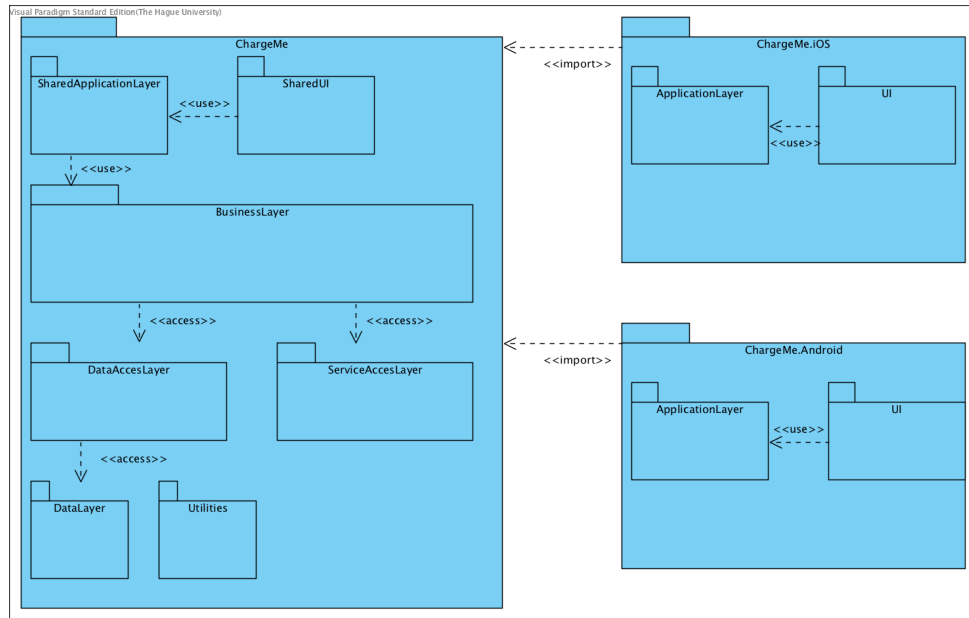 Visual Paradigm Standard Edition(The Hague University)
ChargeMe
SharedApplicationLayer
SharedUI
<<use>>
<<use>>
BusinessLayer
<<access>>
<<access>>
DataAccesLayer
ServiceAccesLayer
<<access>>
DataLayer
Utilities
<<import>>
ChargeMe.iOS
ApplicationLayer
UI
<<use>>
<<import>>
ChargeMe.Android
ApplicationLayer
UI
<<use>>